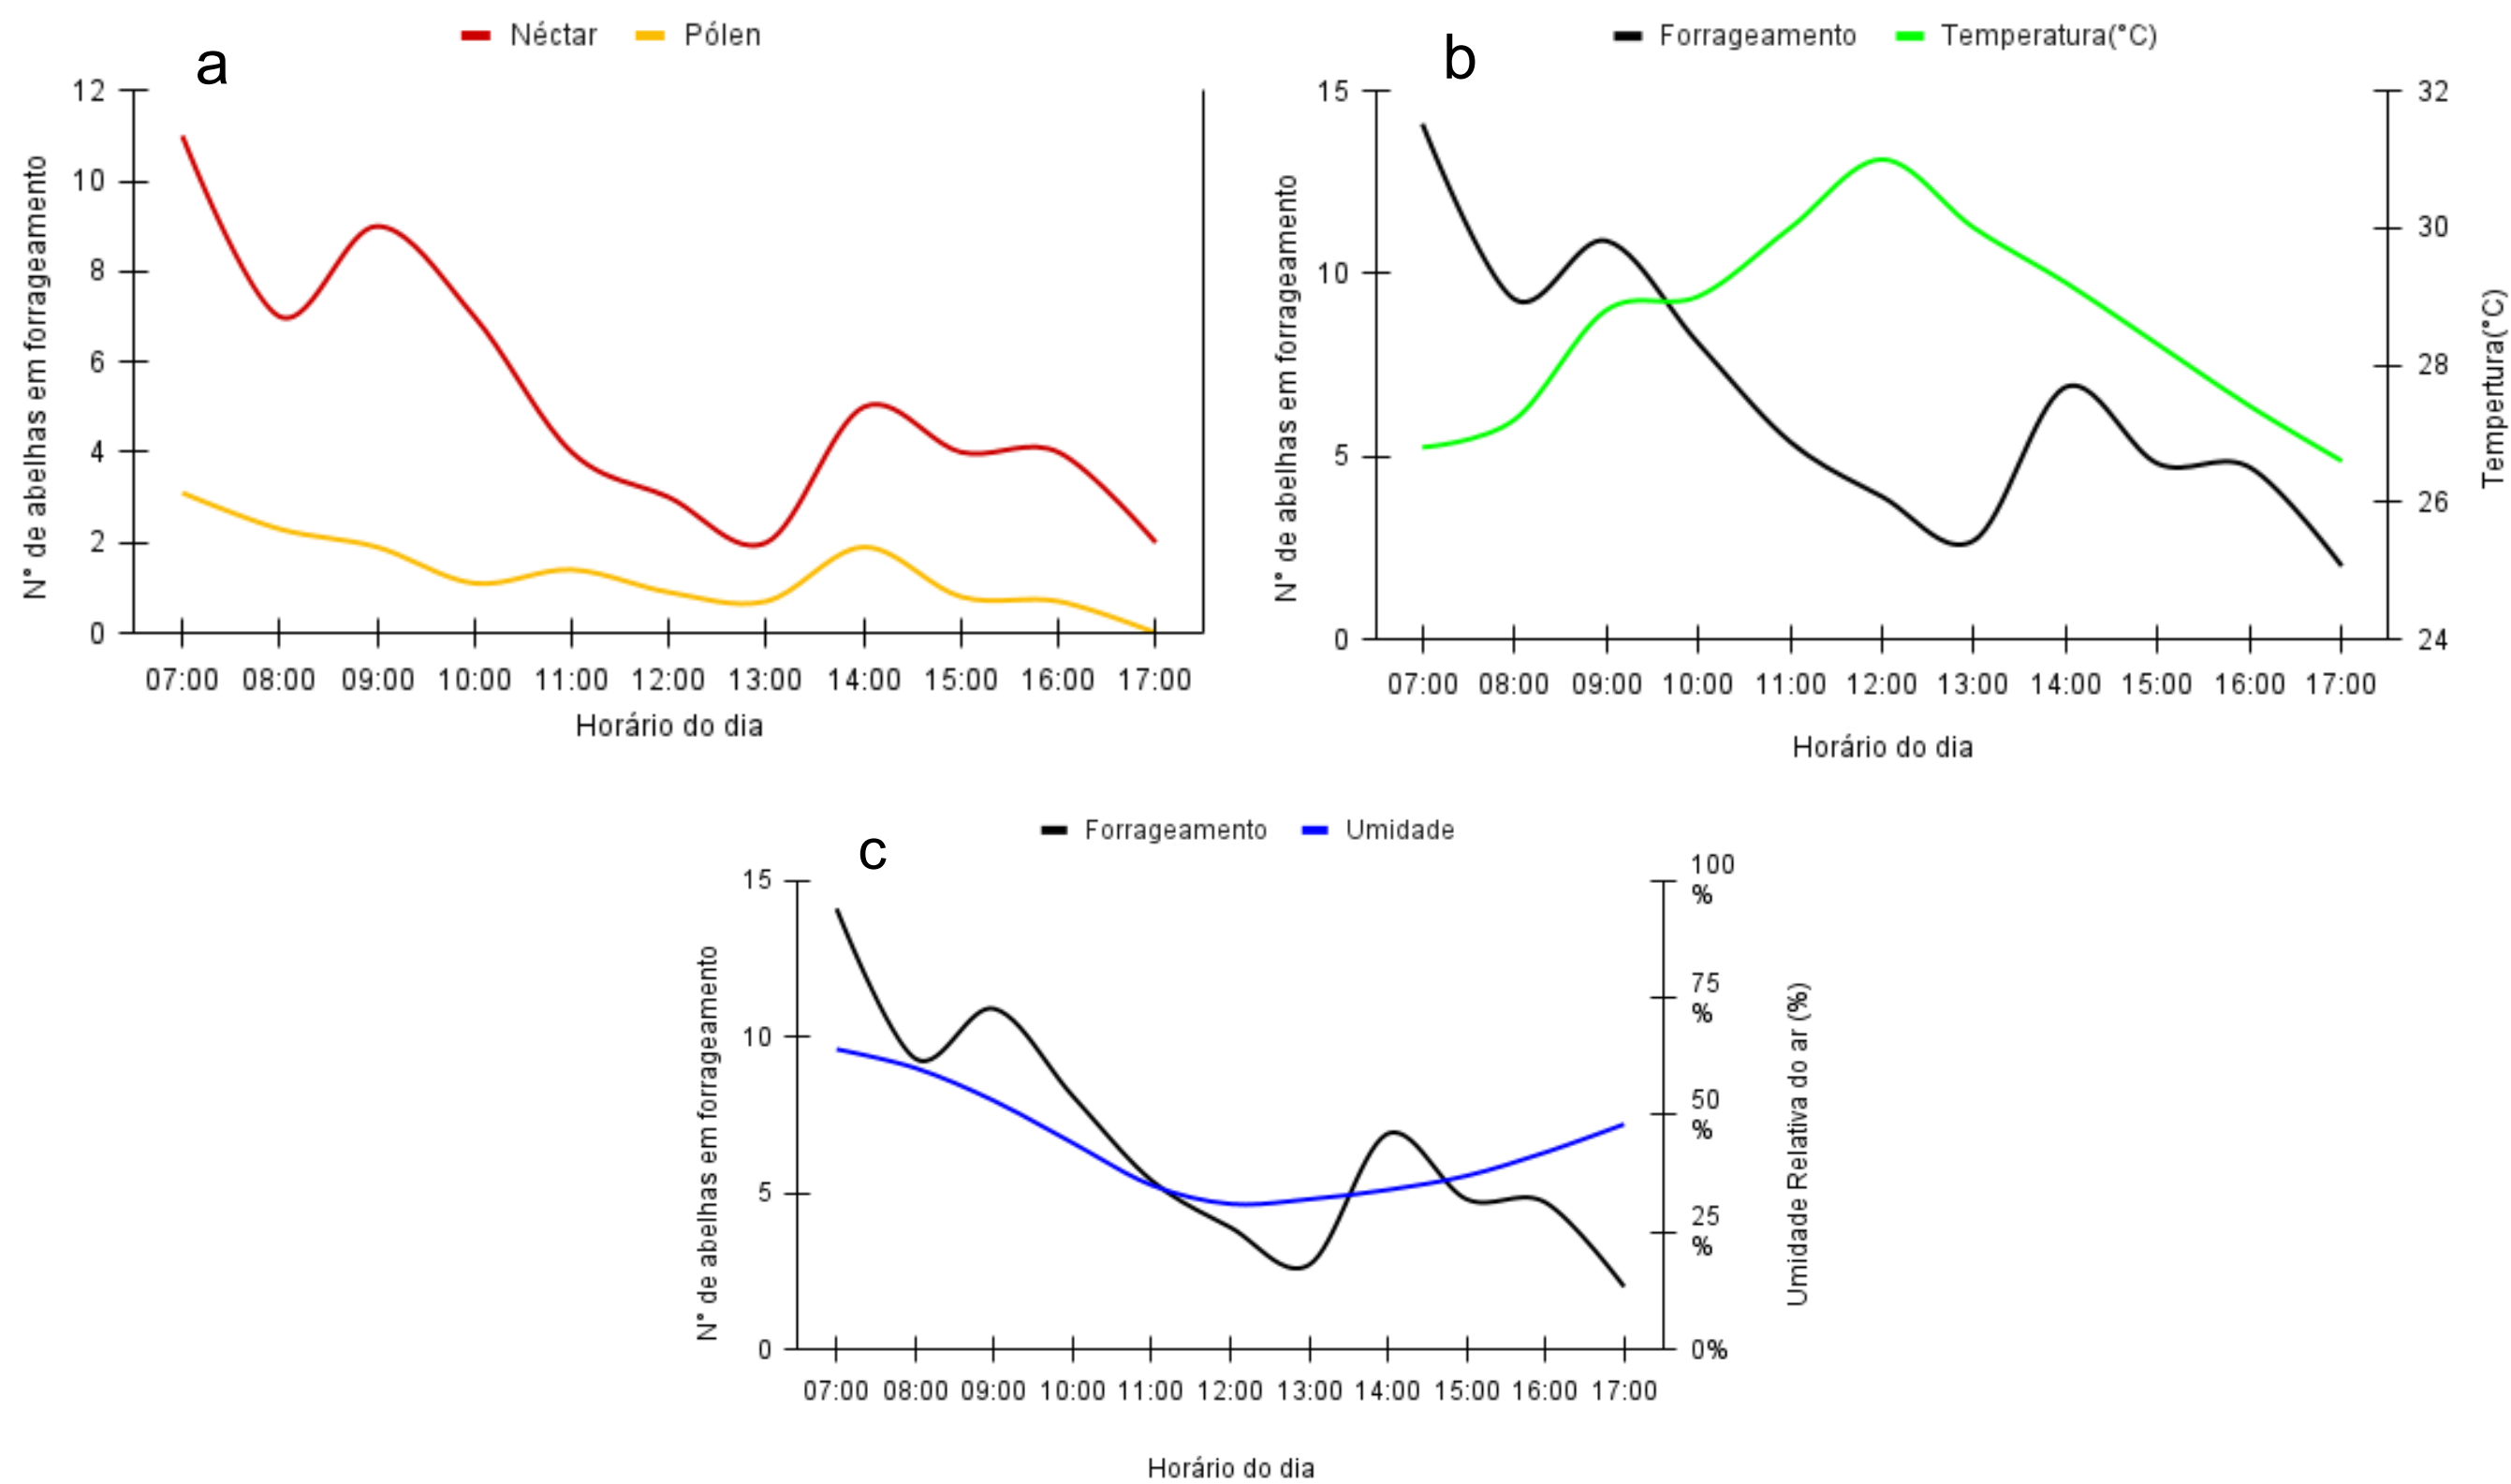 Néctar Pólen
a
12
10
8
6
4
2
0
N° de abelhas em forrageamento
07:00 08:00 09:00 10:00 11:00 12:00 13:00 14:00 15:00 16:00 17:00
Horário do dia
Forrageamento Temperatura(°C)
b
15
10
5
0
N° de abelhas em forrageamento
32
30
28
26
24
Tempertura(°C)
07:00 08:00 09:00 10:00 11:00 12:00 13:00 14:00 15:00 16:00 17:00
Horário do dia
Forrageamento Umidade
c
15
10
5
0
N° de abelhas em forrageamento
100
%
75
%
50
%
25
%
0%
Umidade Relativa do ar (%)
07:00 08:00 09:00 10:00 11:00 12:00 13:00 14:00 15:00 16:00 17:00
Horário do dia